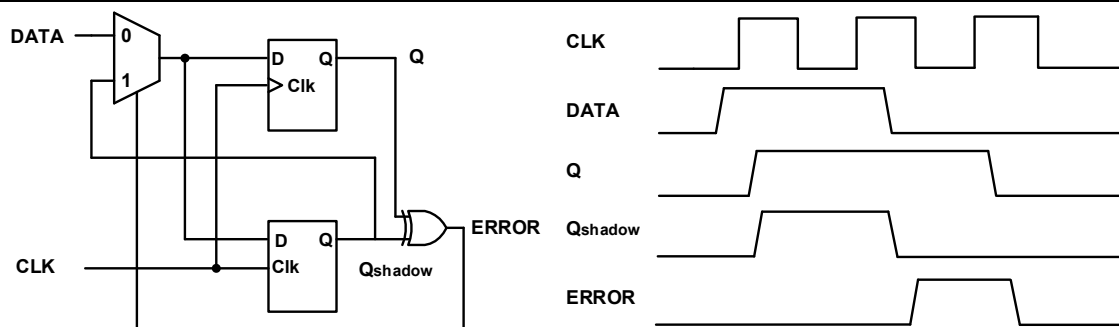 DATA
0
1
D
Q
Clk
Q
D
Q
Clk
CLK
Qshadow
ERROR
CLK
DATA
Q
Qshadow
ERROR